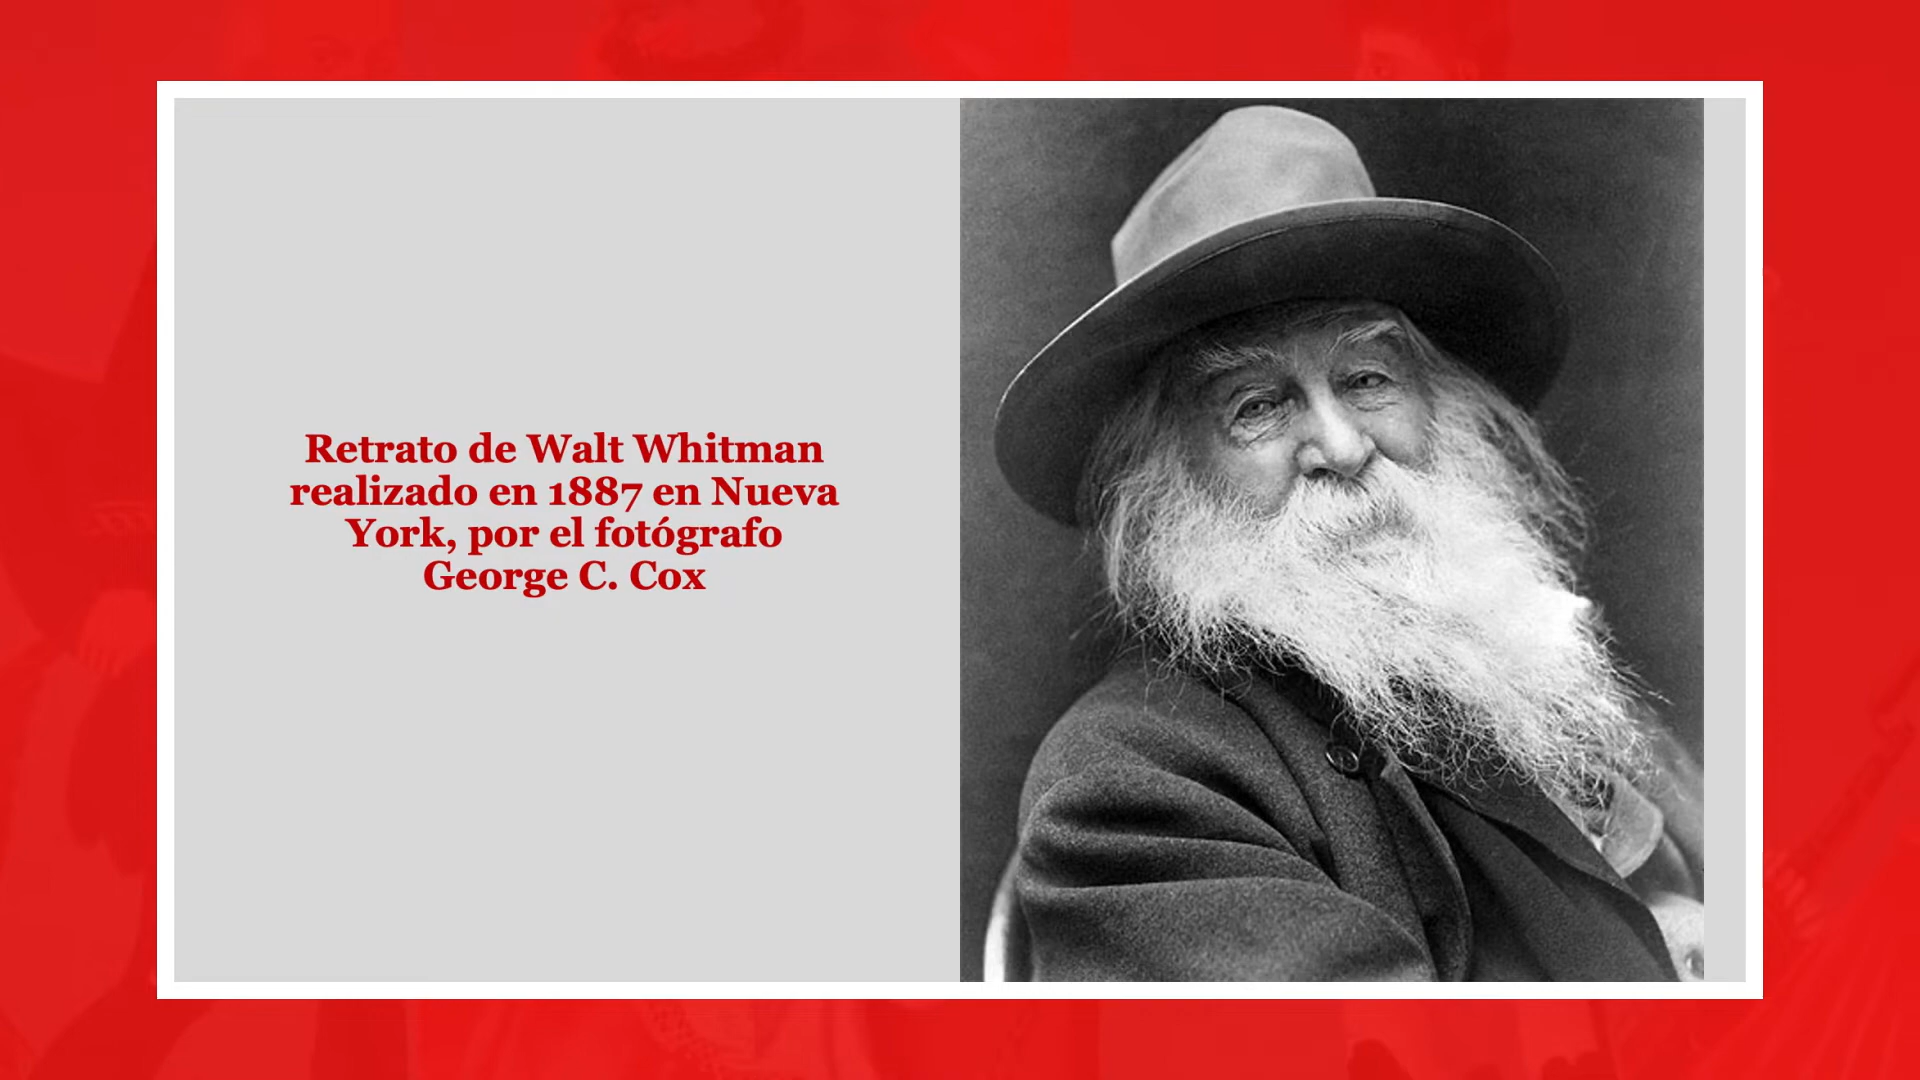 Retrato de Walt Whitman
realizado en 1887 en Nueva
York, por el fotógrafo
George C. Cox